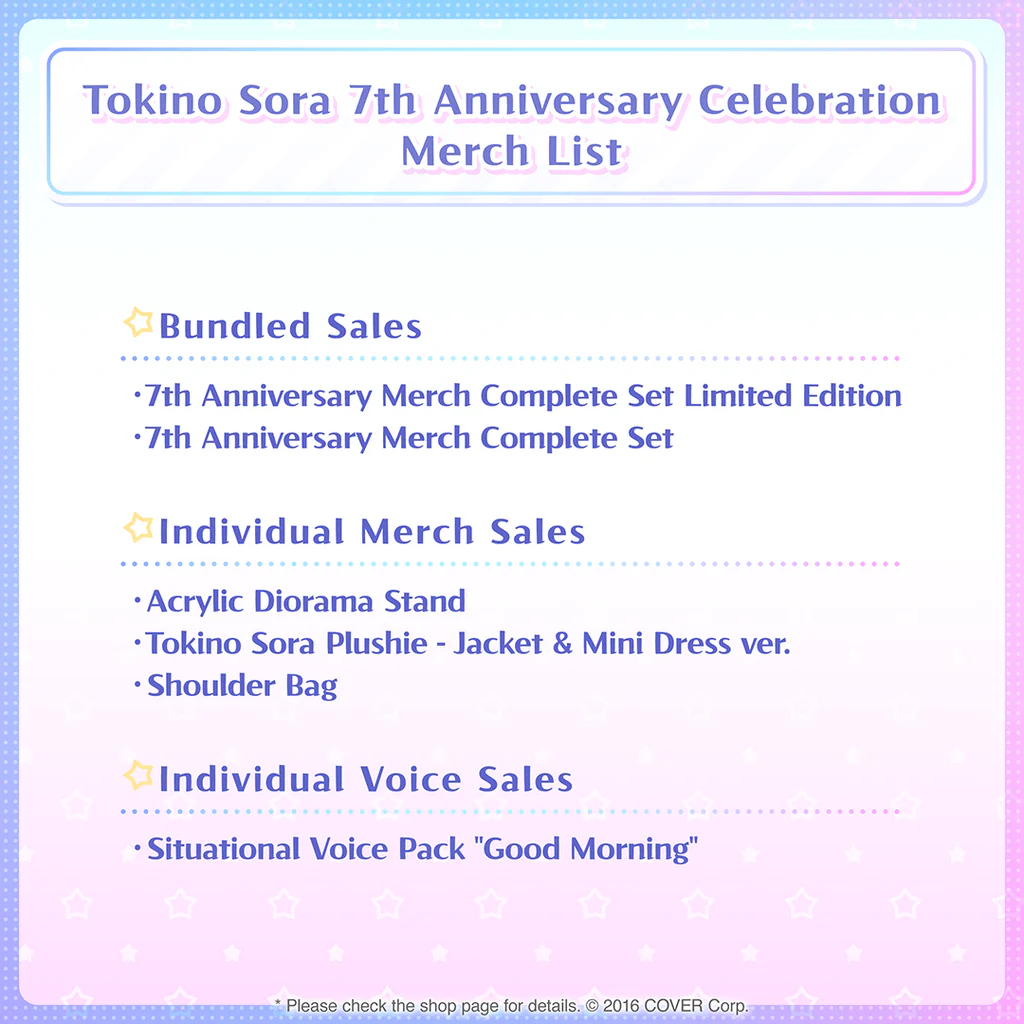 Tokino Sora 7th Anniversary Celebration
Merch List
Bundled Sales
・7th Anniversary Merch Complete Set Limited Edition
・7th Anniversary Merch Complete Set
Individual Merch Sales
・Acrylic Diorama Stand
・Tokino Sora Plushie - Jacket & Mini Dress ver.
・Shoulder Bag
Individual Voice Sales
・Situational Voice Pack "Good Morning"
* Please check the shop page for details. © 2016 COVER Corp.